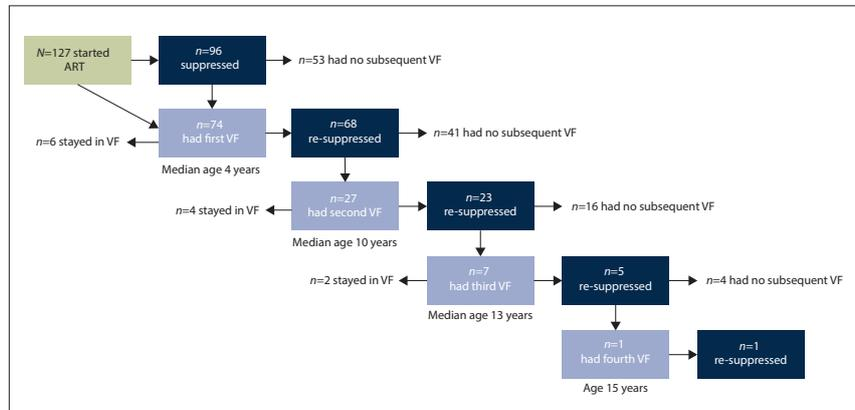 N=127 started
ART
n=96
suppressed
n=53 had no subsequent VF
n=74
had first VF
n=68
re-suppressed
n=41 had no subsequent VF
n=6 stayed in VF
Median age 4 years
n=27
had second VF
n=23
re-suppressed
n=16 had no subsequent VF
n=4 stayed in VF
Median age 10 years
n=7
had third VF
n=5
re-suppressed
n=4 had no subsequent VF
n=2 stayed in VF
Median age 13 years
n=1
had fourth VF
n=1
re-suppressed
Age 15 years